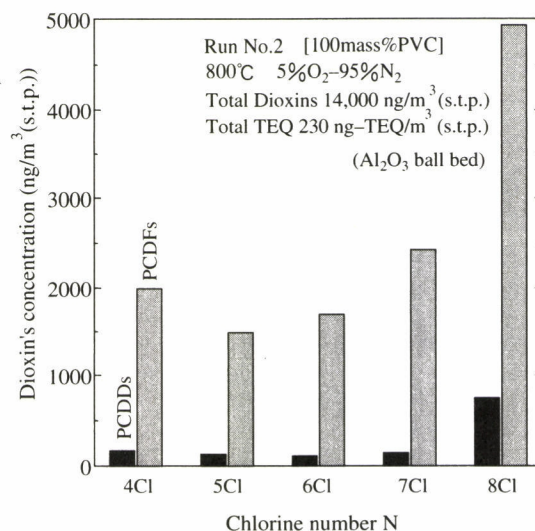 Run No.2 [100mass%PVC]
800℃ 5%O₂–95%N₂
Total Dioxins 14,000 ng/m³(s.t.p.)
Total TEQ 230 ng–TEQ/m³ (s.t.p.)
(Al₂O₃ ball bed)
Dioxin's concentration (ng/m³(s.t.p.))
5000
4000
3000
2000
1000
0
PCDDs
PCDFs
4Cl 5Cl 6Cl 7Cl 8Cl
Chlorine number N